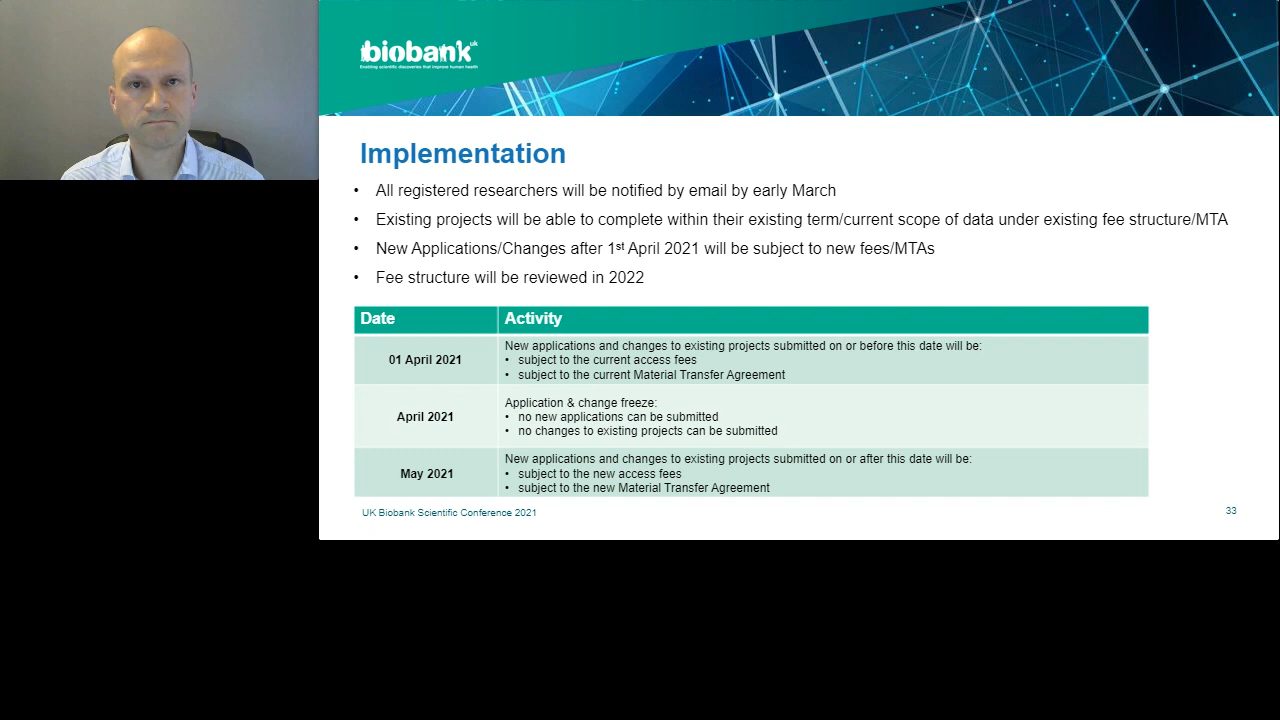 biobank uk
Enabling scientific discoveries that improve human health
Implementation
• All registered researchers will be notified by email by early March
• Existing projects will be able to complete within their existing term/current scope of data under existing fee structure/MTA
• New Applications/Changes after 1st April 2021 will be subject to new fees/MTAs
• Fee structure will be reviewed in 2022
Date Activity
01 April 2021
New applications and changes to existing projects submitted on or before this date will be:
• subject to the current access fees
• subject to the current Material Transfer Agreement
April 2021
Application & change freeze:
• no new applications can be submitted
• no changes to existing projects can be submitted
May 2021
New applications and changes to existing projects submitted on or after this date will be:
• subject to the new access fees
• subject to the new Material Transfer Agreement
UK Biobank Scientific Conference 2021
33